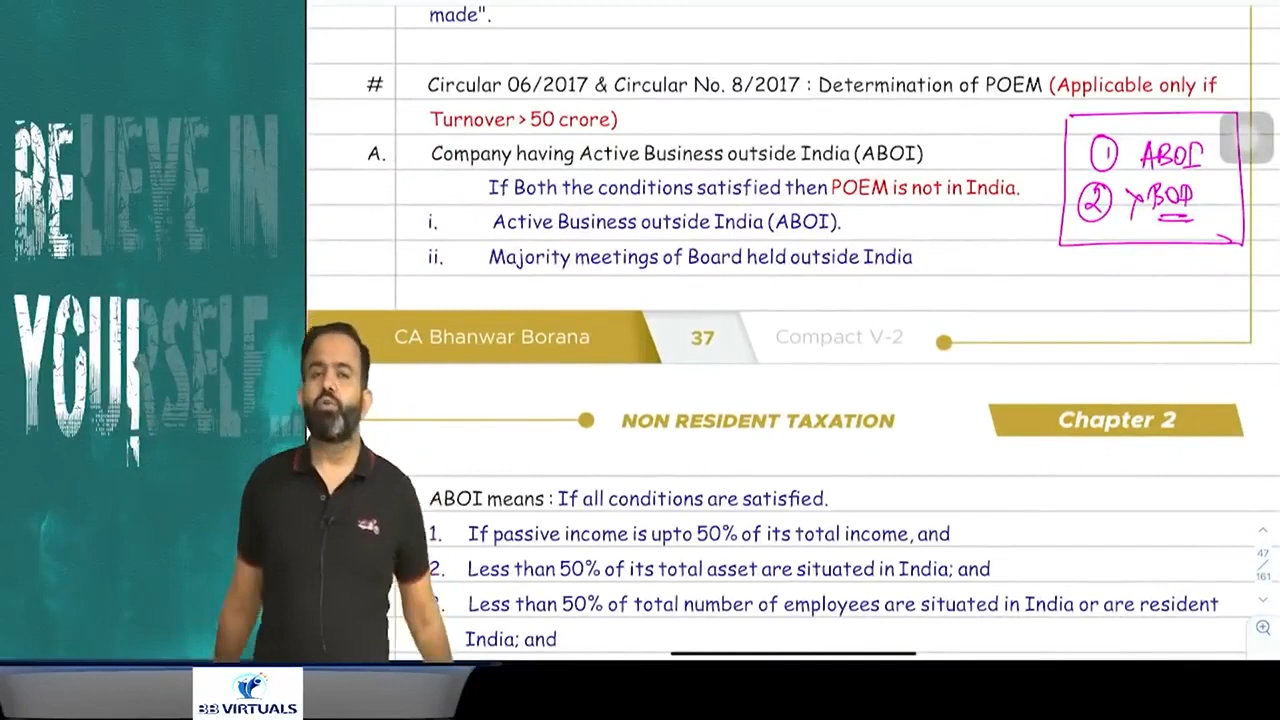 BELIEVE IN
YOURSELF...
made".
# Circular 06/2017 & Circular No. 8/2017 : Determination of POEM (Applicable only if
Turnover > 50 crore)
A. Company having Active Business outside India (ABOI)
If Both the conditions satisfied then POEM is not in India.
i. Active Business outside India (ABOI).
ii. Majority meetings of Board held outside India
1 ABOI
2 BOD
CA Bhanwar Borana 37 Compact V-2
NON RESIDENT TAXATION Chapter 2
ABOI means : If all conditions are satisfied.
1. If passive income is upto 50% of its total income, and
2. Less than 50% of its total asset are situated in India; and
Less than 50% of total number of employees are situated in India or are resident
India; and
47
/
161
BB VIRTUALS